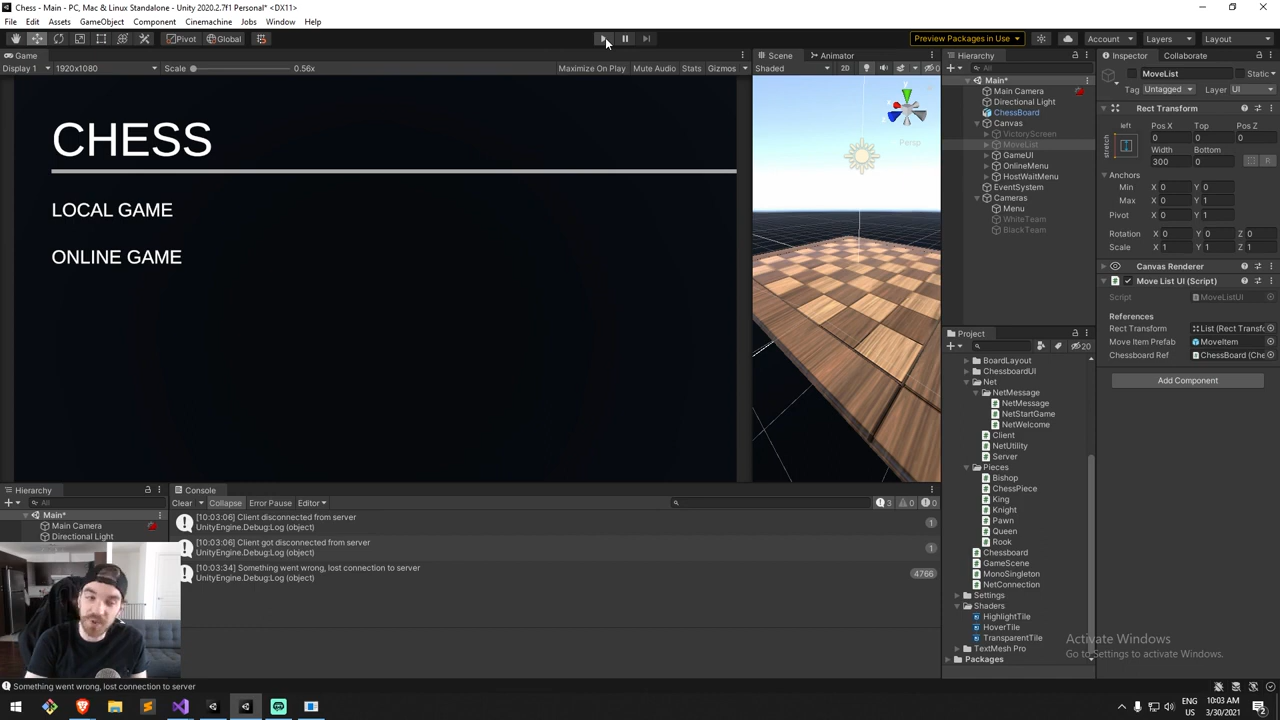 Chess - Main - PC, Mac & Linux Standalone - Unity 2020.2.7f1 Personal* <DX11>
File Edit Assets GameObject Component Cinemachine Jobs Window Help
Pivot Global Preview Packages in Use Account Layers Layout
Game Scene Animator Hierarchy Inspector Collaborate
Display 1 1920x1080 Scale 0.56x Maximize On Play Mute Audio Stats Gizmos Shaded 2D 0 All MoveList Static
Main*
Tag Untagged Layer UI
Main Camera
Directional Light
ChessBoard
Canvas
VictoryScreen
MoveList
GameUI
OnlineMenu
HostWaitMenu
EventSystem
Cameras
Menu
WhiteTeam
BlackTeam
Rect Transform
left Pos X Top Pos Z
stretch 0 0 0
Width Bottom
300 0 R
Anchors
Min X 0 Y 0
Max X 0 Y 1
Pivot X 0 Y 1
Rotation X 0 Y 0 Z 0
Scale X 1 Y 1 Z 1
Canvas Renderer
Move List UI (Script)
Script MoveListUI
References
Rect Transform List (Rect Transfo
Move Item Prefab MoveItem
Chessboard Ref ChessBoard (Che
Add Component
CHESS
LOCAL GAME
ONLINE GAME
x
Persp
Project
20
BoardLayout
ChessboardUI
Net
NetMessage
NetMessage
NetStartGame
NetWelcome
Client
NetUtility
Server
Pieces
Bishop
ChessPiece
King
Knight
Pawn
Queen
Rook
Chessboard
GameScene
MonoSingleton
NetConnection
Settings
Shaders
HighlightTile
HoverTile
TransparentTile
TextMesh Pro
Packages
Hierarchy
All
Main*
Main Camera
Directional Light
Console
Clear Collapse Error Pause Editor 3 0 0
[10:03:06] Client disconnected from server
UnityEngine.Debug:Log (object)
1
[10:03:06] Client got disconnected from server
UnityEngine.Debug:Log (object)
1
[10:03:34] Something went wrong, lost connection to server
UnityEngine.Debug:Log (object)
4766
Activate Windows
Go to Settings to activate Windows.
Something went wrong, lost connection to server
ENG
US
10:03 AM
3/30/2021
2